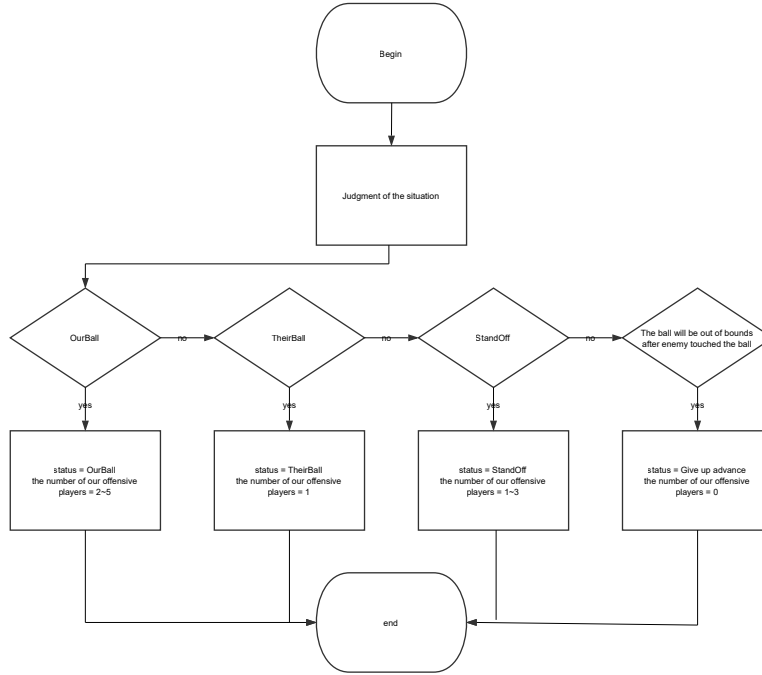 Begin
Judgment of the situation
OurBall
no
TheirBall
no
StandOff
no
The ball will be out of bounds
after enemy touched the ball
yes
yes
yes
yes
status = OurBall
the number of our offensive
players = 2~5
status = TheirBall
the number of our offensive
players = 1
status = StandOff
the number of our offensive
players = 1~3
status = Give up advance
the number of our offensive
players = 0
end